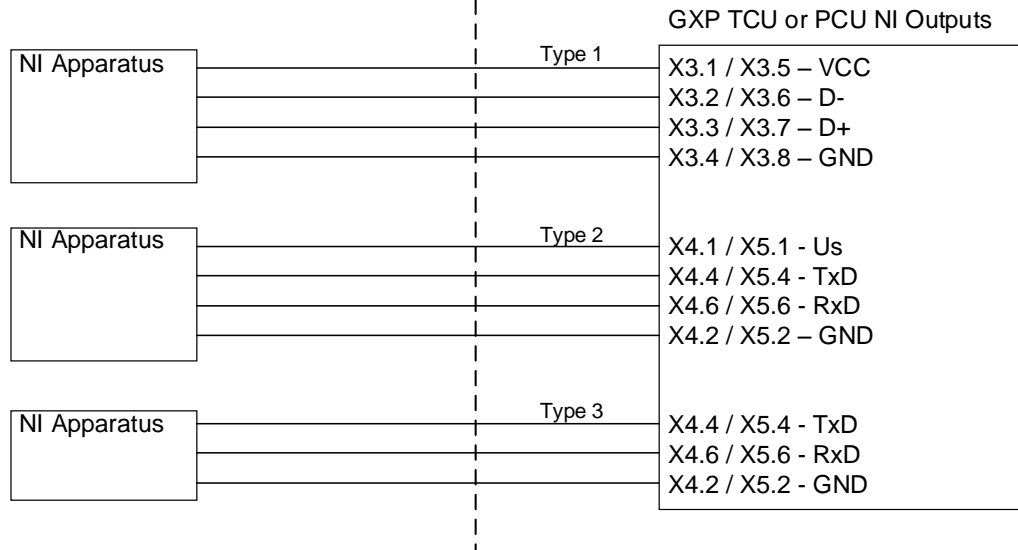 GXP TCU or PCU NI Outputs
NI Apparatus
Type 1
X3.1 / X3.5 – VCC
X3.2 / X3.6 – D-
X3.3 / X3.7 – D+
X3.4 / X3.8 – GND
NI Apparatus
Type 2
X4.1 / X5.1 - Us
X4.4 / X5.4 - TxD
X4.6 / X5.6 - RxD
X4.2 / X5.2 – GND
NI Apparatus
Type 3
X4.4 / X5.4 - TxD
X4.6 / X5.6 - RxD
X4.2 / X5.2 - GND